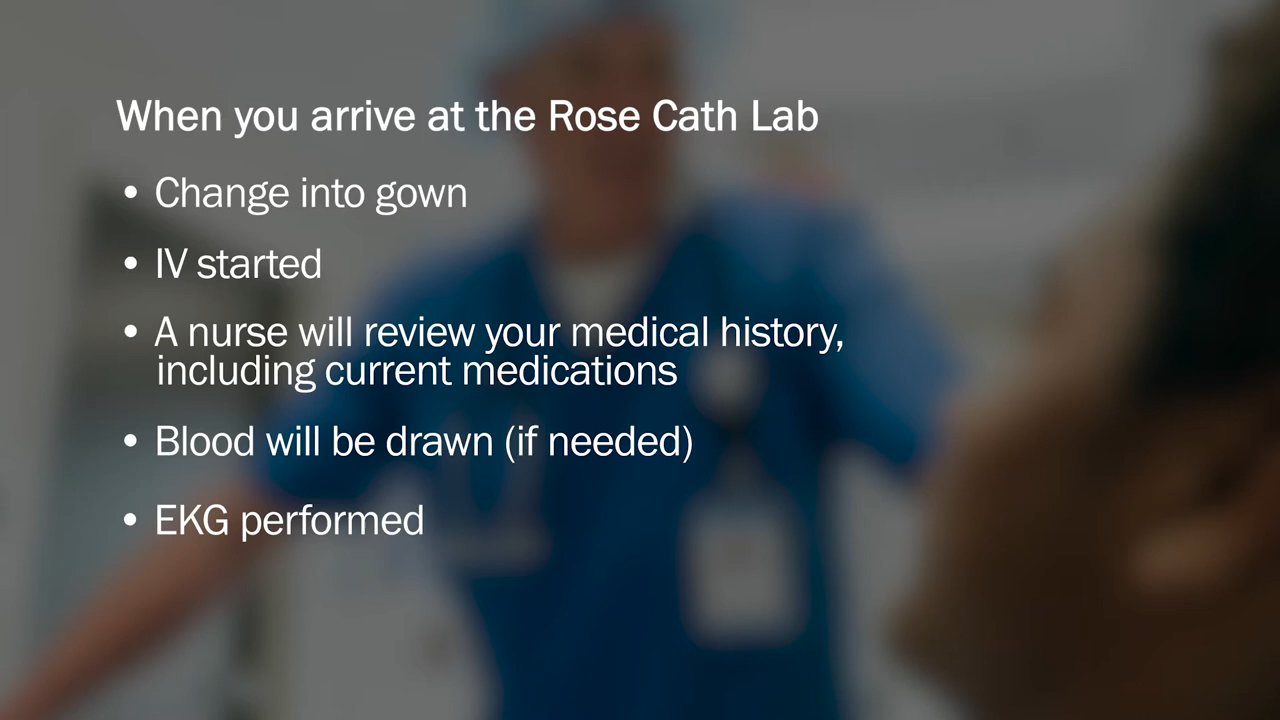 When you arrive at the Rose Cath Lab
• Change into gown
• IV started
• A nurse will review your medical history,
including current medications
• Blood will be drawn (if needed)
• EKG performed